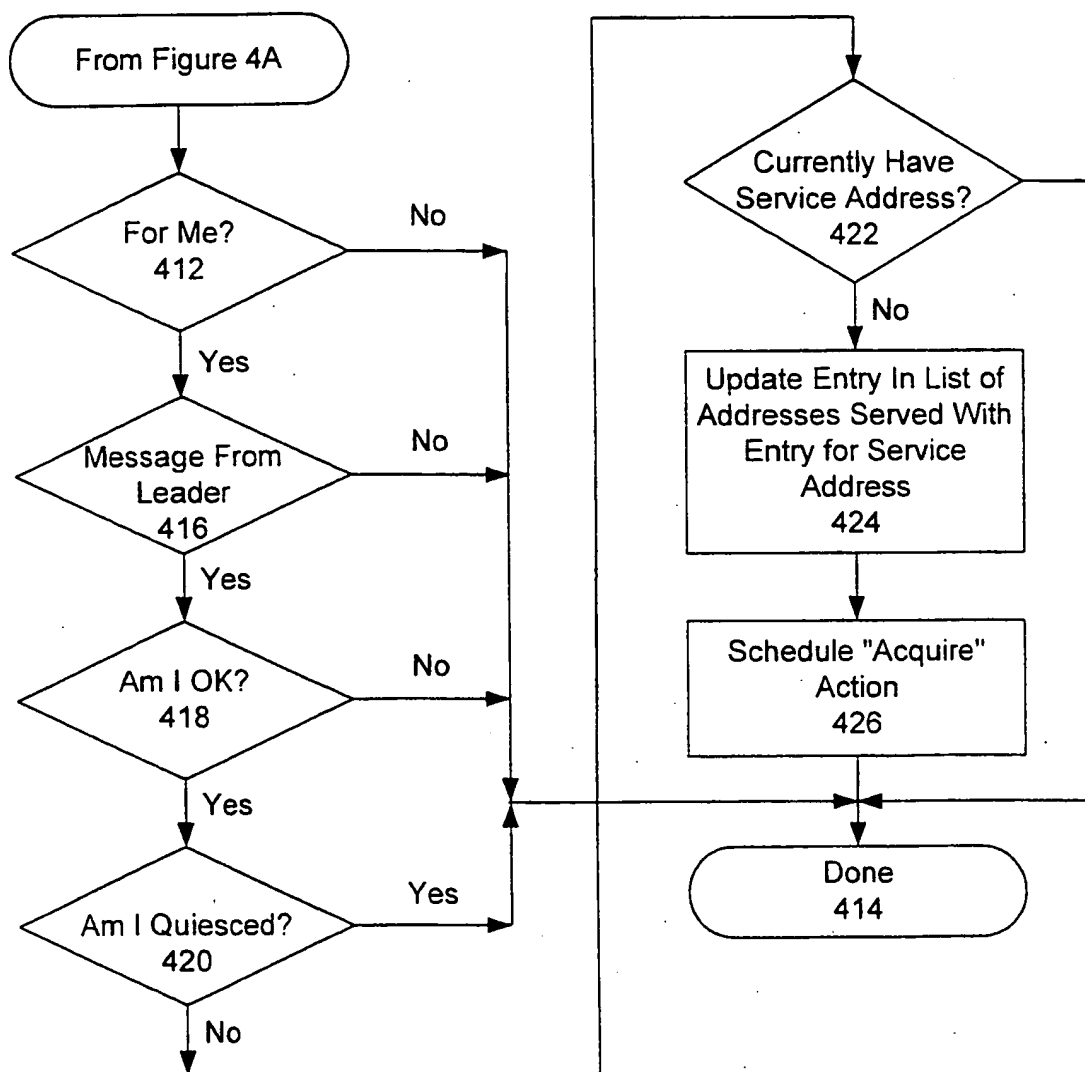 From Figure 4A
For Me?
412
No
Yes
Message From
Leader
416
No
Yes
Am I OK?
418
No
Yes
Am I Quiesced?
420
Yes
No
Currently Have
Service Address?
422
No
Update Entry In List of
Addresses Served With
Entry for Service
Address
424
Schedule "Acquire"
Action
426
Done
414